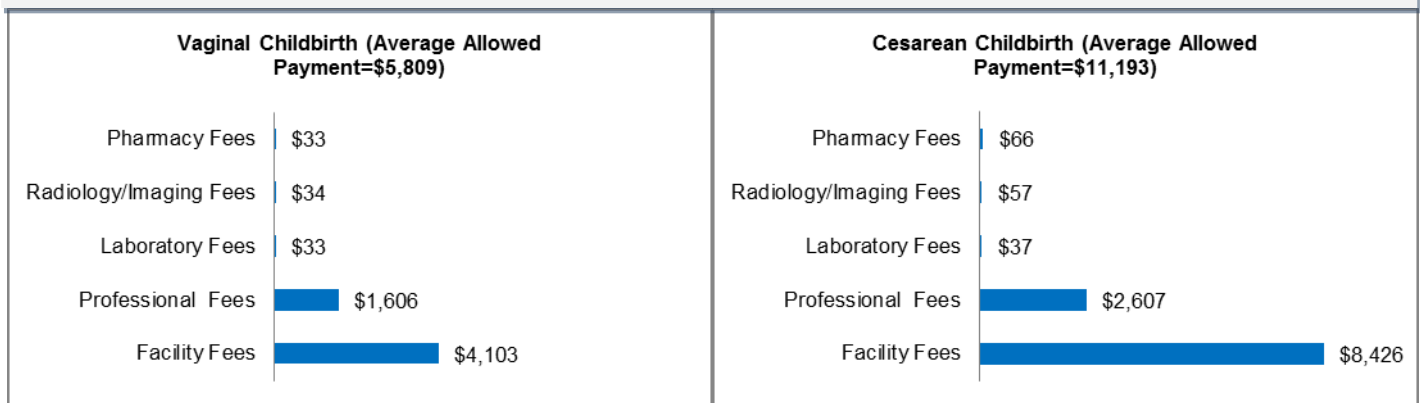 Vaginal Childbirth (Average Allowed
Payment=$5,809)
Pharmacy Fees $33
Radiology/Imaging Fees $34
Laboratory Fees $33
Professional Fees $1,606
Facility Fees $4,103
Cesarean Childbirth (Average Allowed
Payment=$11,193)
Pharmacy Fees $66
Radiology/Imaging Fees $57
Laboratory Fees $37
Professional Fees $2,607
Facility Fees $8,426